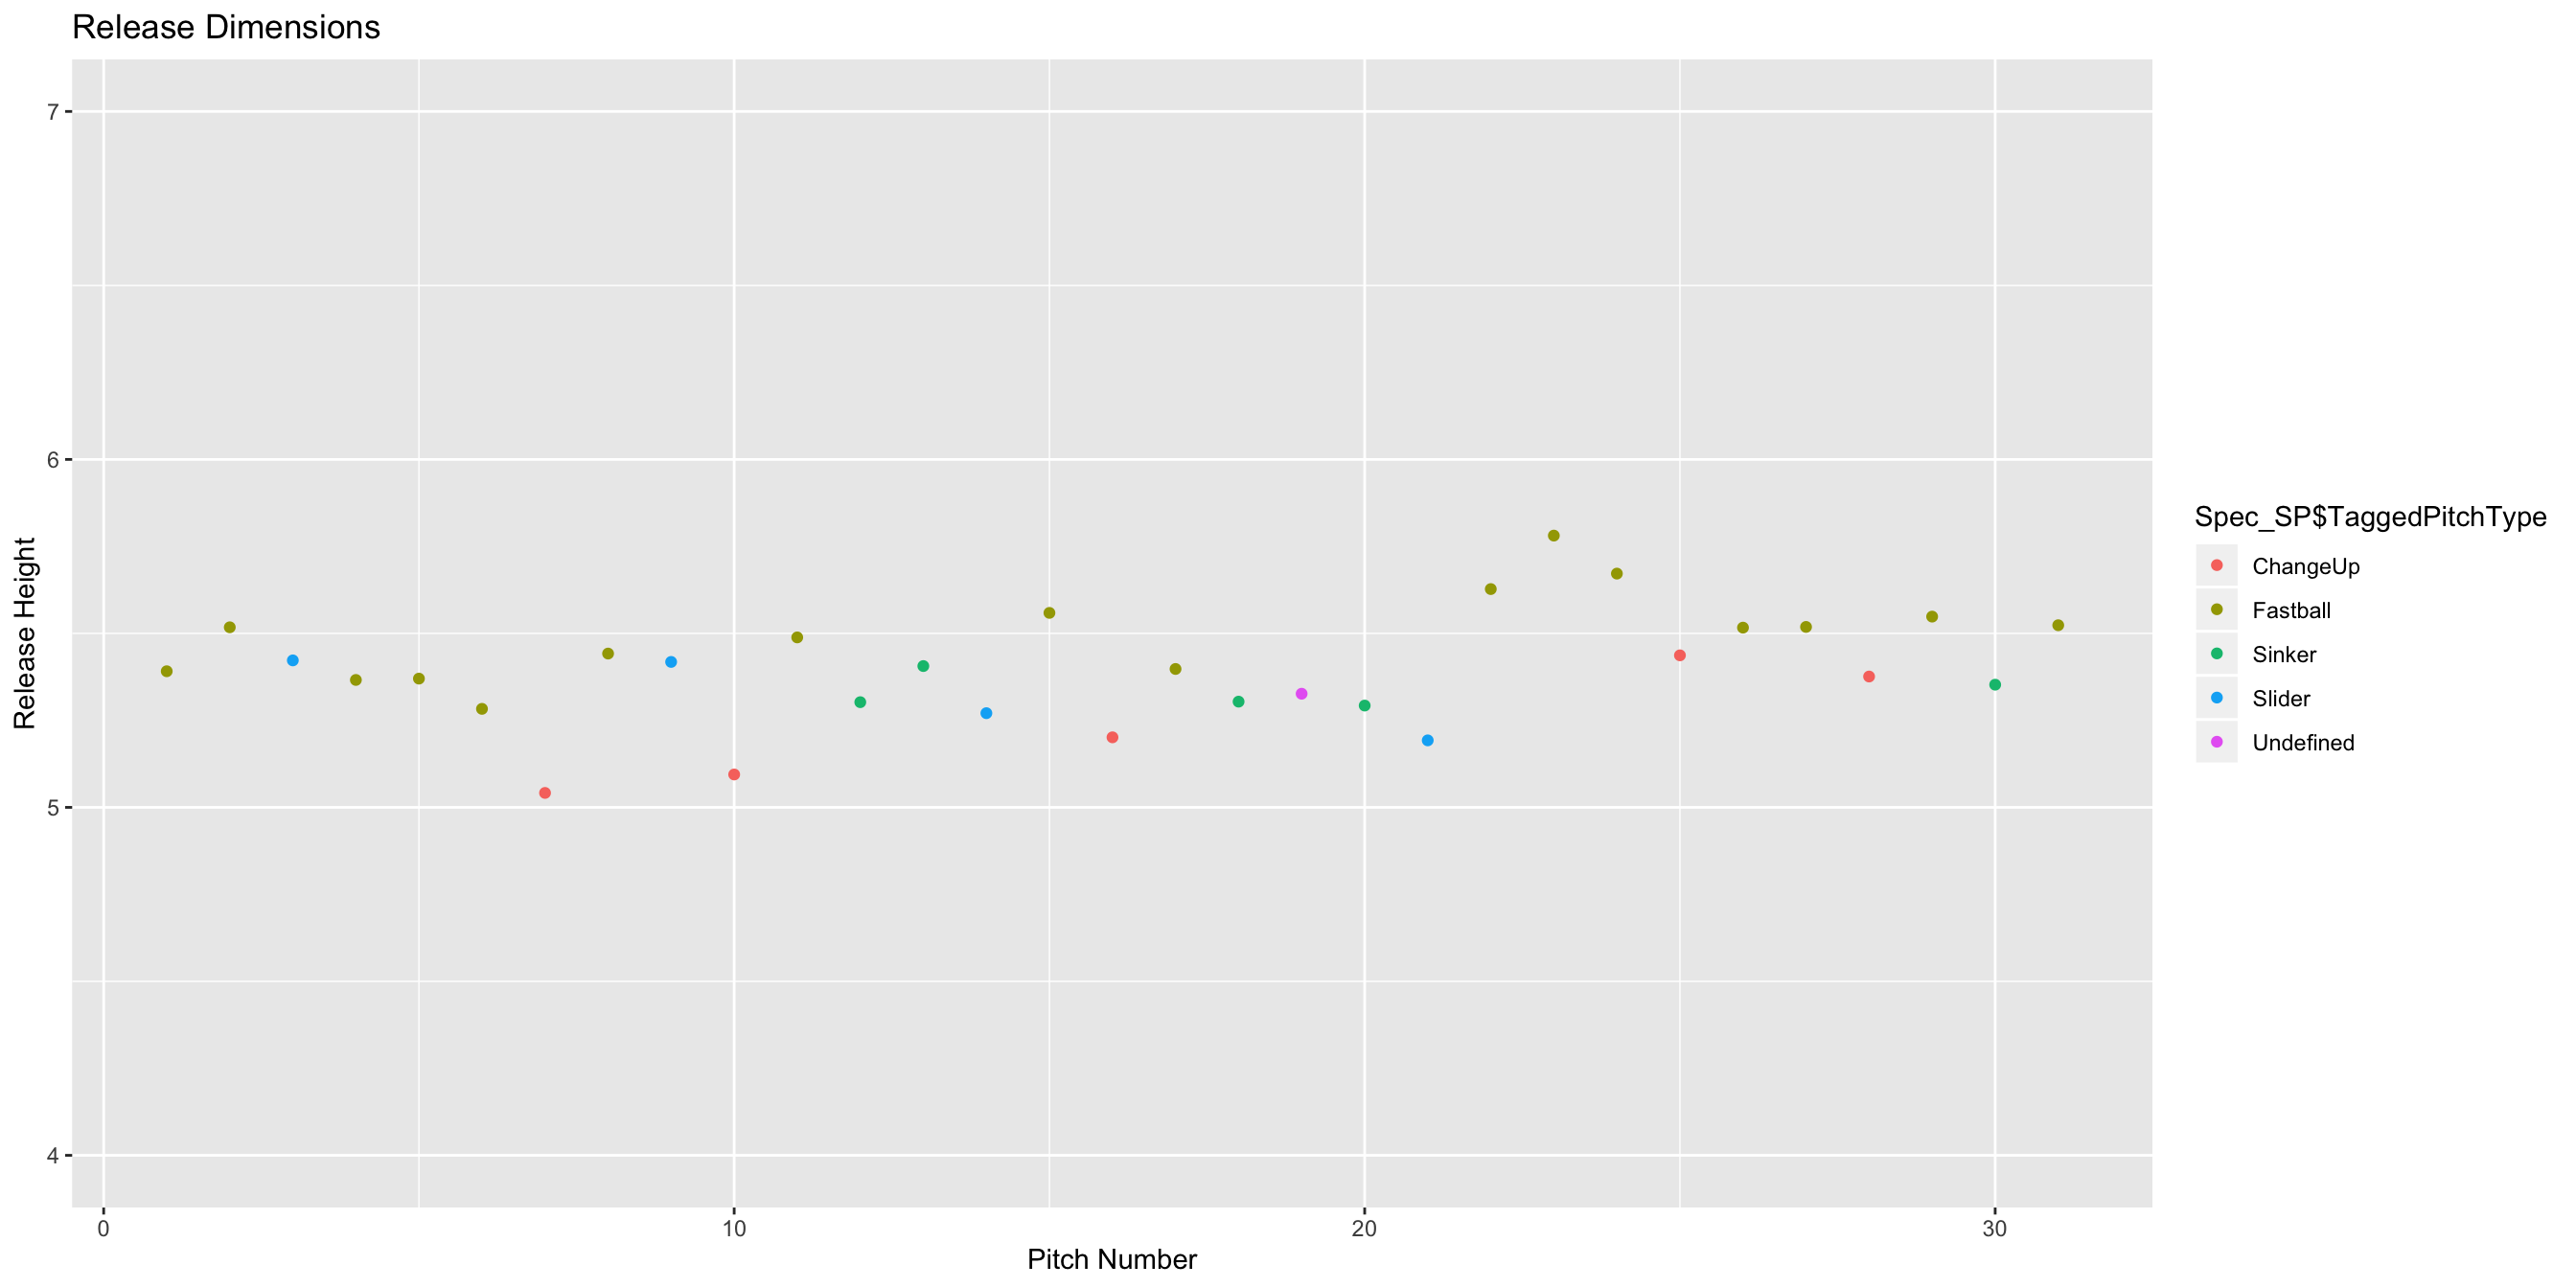 Release Dimensions
7
6
5
4
Release Height
0 10 20 30
Pitch Number
Spec_SP$TaggedPitchType
ChangeUp
Fastball
Sinker
Slider
Undefined